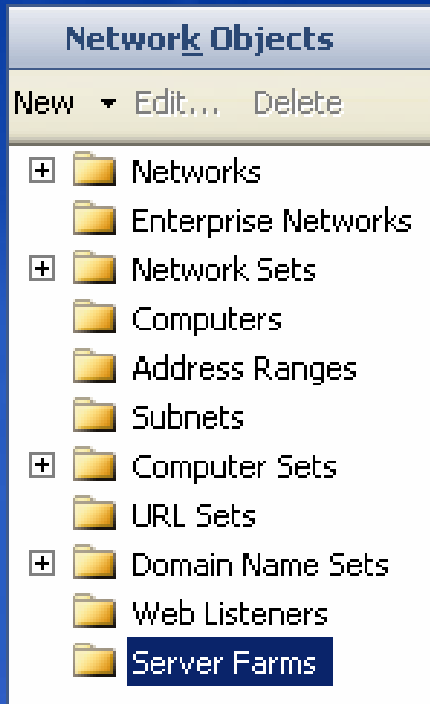 Network Objects
New Edit... Delete
Networks
Enterprise Networks
Network Sets
Computers
Address Ranges
Subnets
Computer Sets
URL Sets
Domain Name Sets
Web Listeners
Server Farms